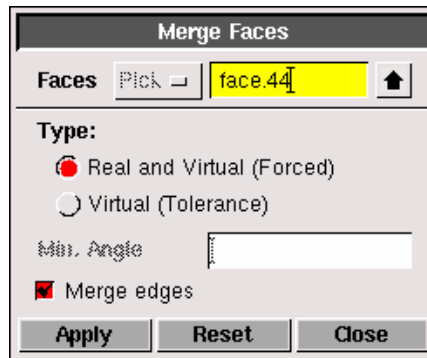 Merge Faces
Faces Pick face.44
Type:
Real and Virtual (Forced)
Virtual (Tolerance)
Min. Angle
Merge edges
Apply Reset Close